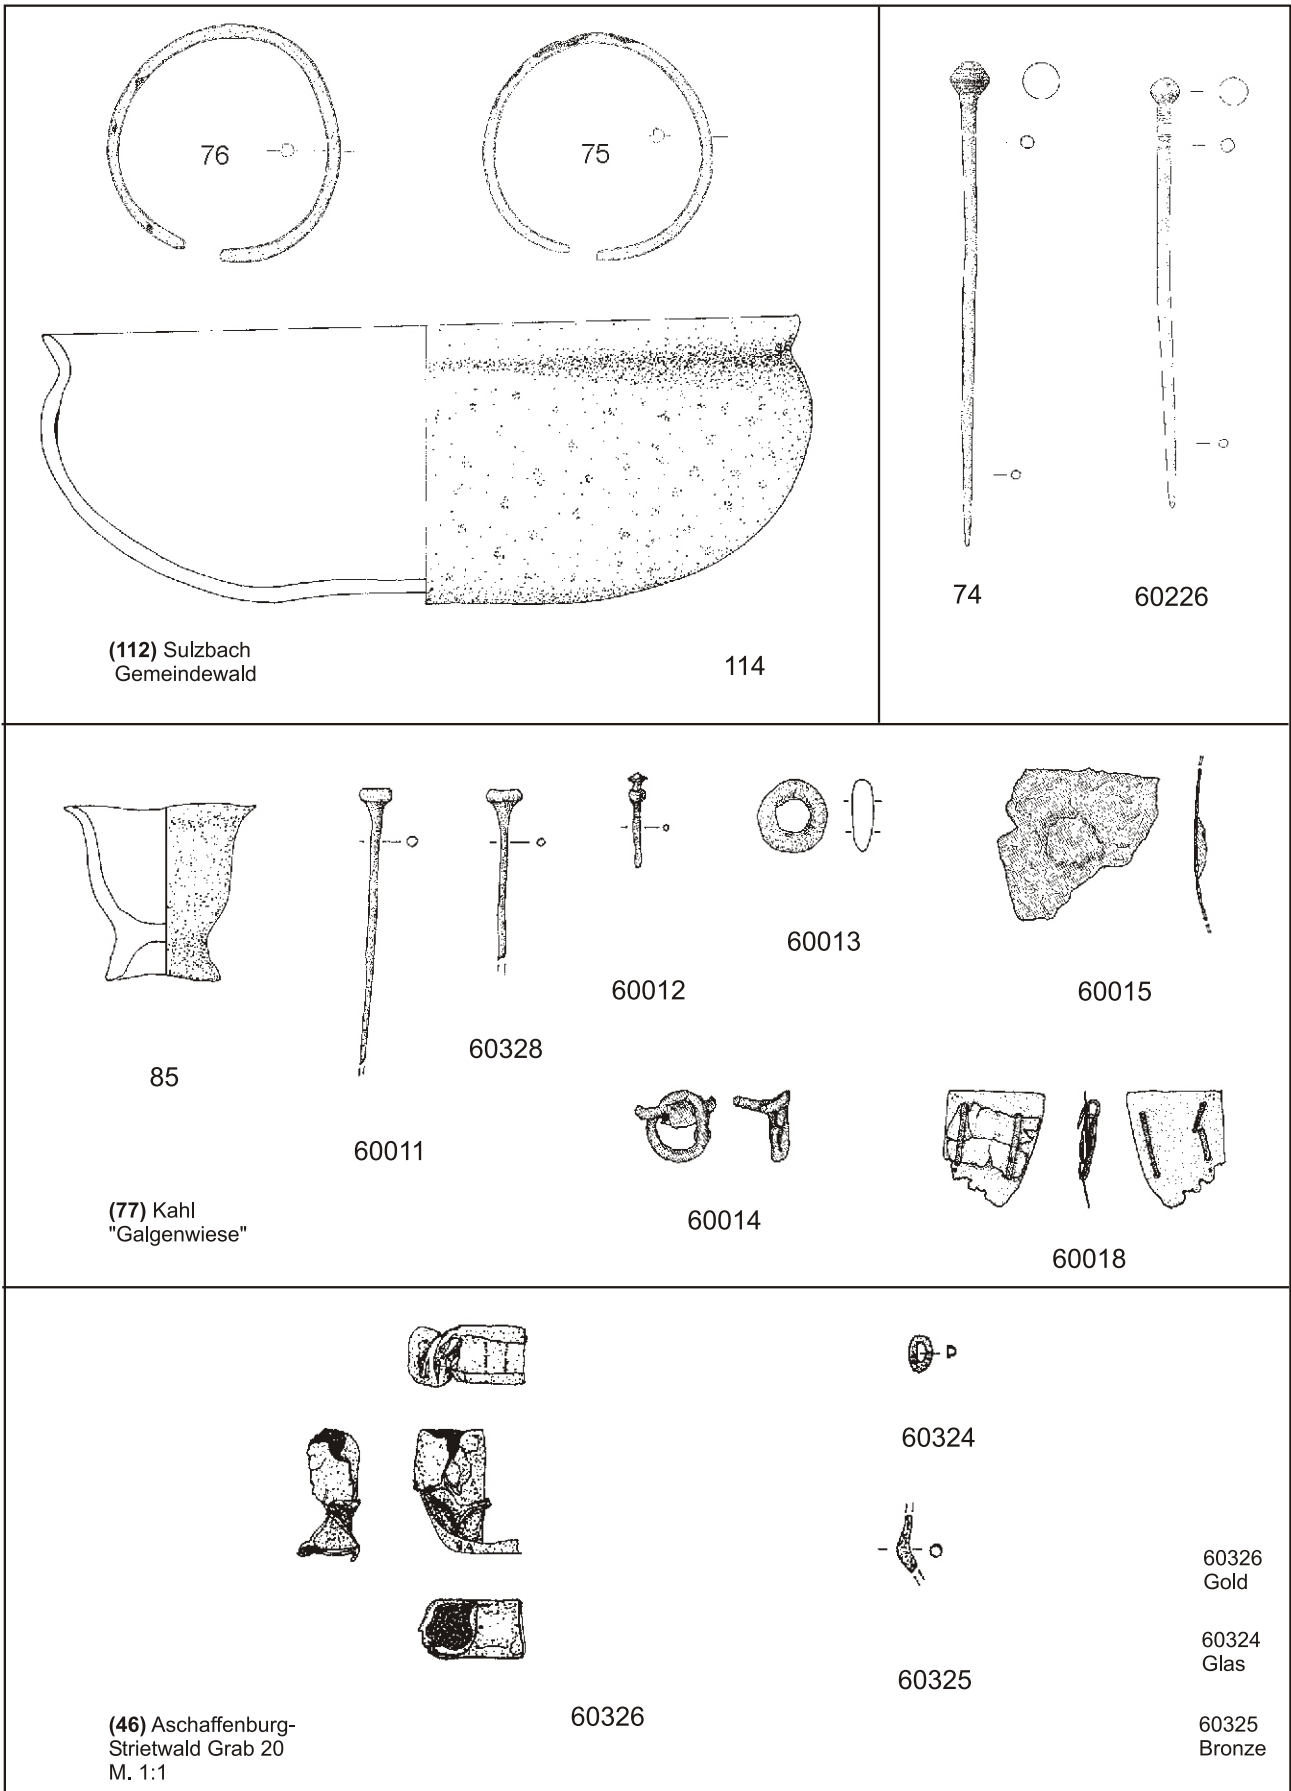 76
75
(112) Sulzbach
Gemeindewald
114
74
60226
85
60011
60328
60012
60013
60014
60015
60018
(77) Kahl
"Galgenwiese"
60324
60325
60326
60326
Gold
60324
Glas
60325
Bronze
(46) Aschaffenburg-
Strietwald Grab 20
M. 1:1